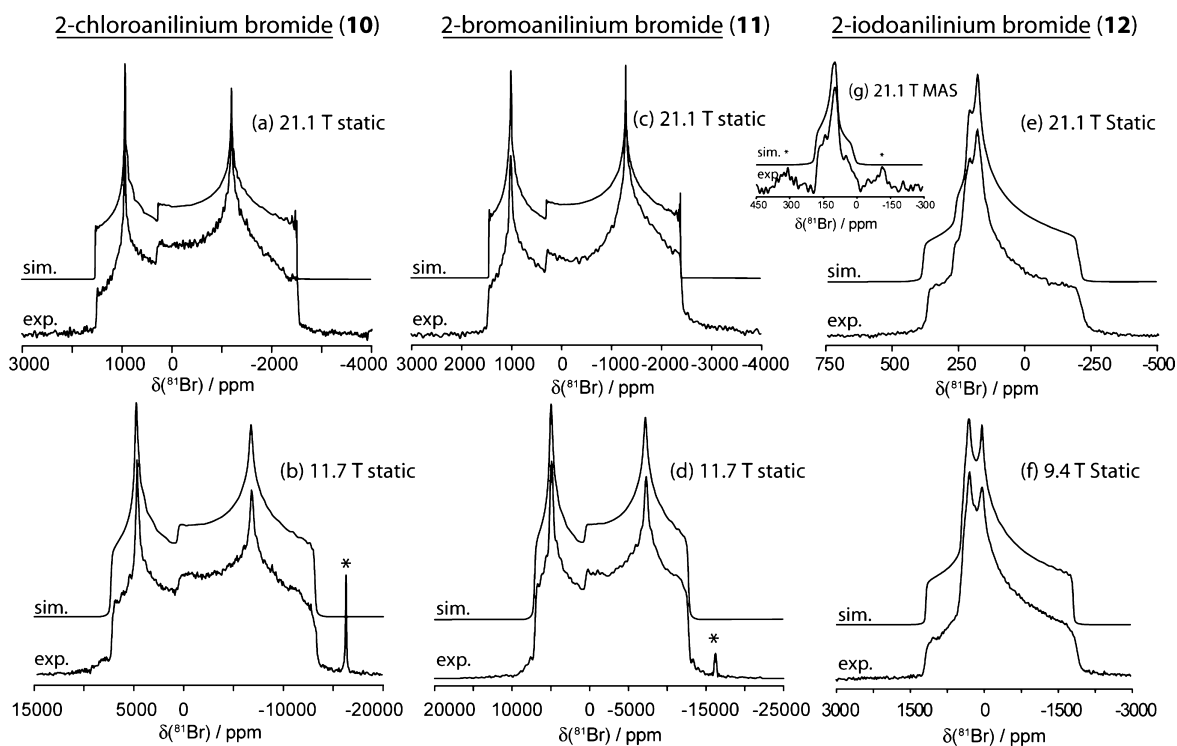 2-chloroanilinium bromide (10)
2-bromoanilinium bromide (11)
2-iodoanilinium bromide (12)
(a) 21.1 T static
sim.
exp.
3000 1000 0 -1000 -2000 -4000
δ(⁸¹Br) / ppm
(c) 21.1 T static
sim.
exp.
3000 2000 1000 0 -1000 -2000 -3000 -4000
δ(⁸¹Br) / ppm
(g) 21.1 T MAS
sim. *
*
exp.
450 300 150 0 -150 -300
δ(⁸¹Br) / ppm
(e) 21.1 T Static
sim.
exp.
750 500 250 0 -250 -500
δ(⁸¹Br) / ppm
(b) 11.7 T static
*
sim.
exp.
15000 5000 0 -10000 -20000
δ(⁸¹Br) / ppm
(d) 11.7 T static
*
sim.
exp.
20000 10000 0 -5000 -15000 -25000
δ(⁸¹Br) / ppm
(f) 9.4 T Static
sim.
exp.
3000 1500 0 -1500 -3000
δ(⁸¹Br) / ppm